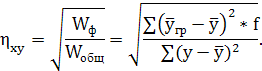 η_xy = √(W_ф / W_общ) = √(∑(ȳ_гр − ȳ)² * f / ∑(y − ȳ)²).